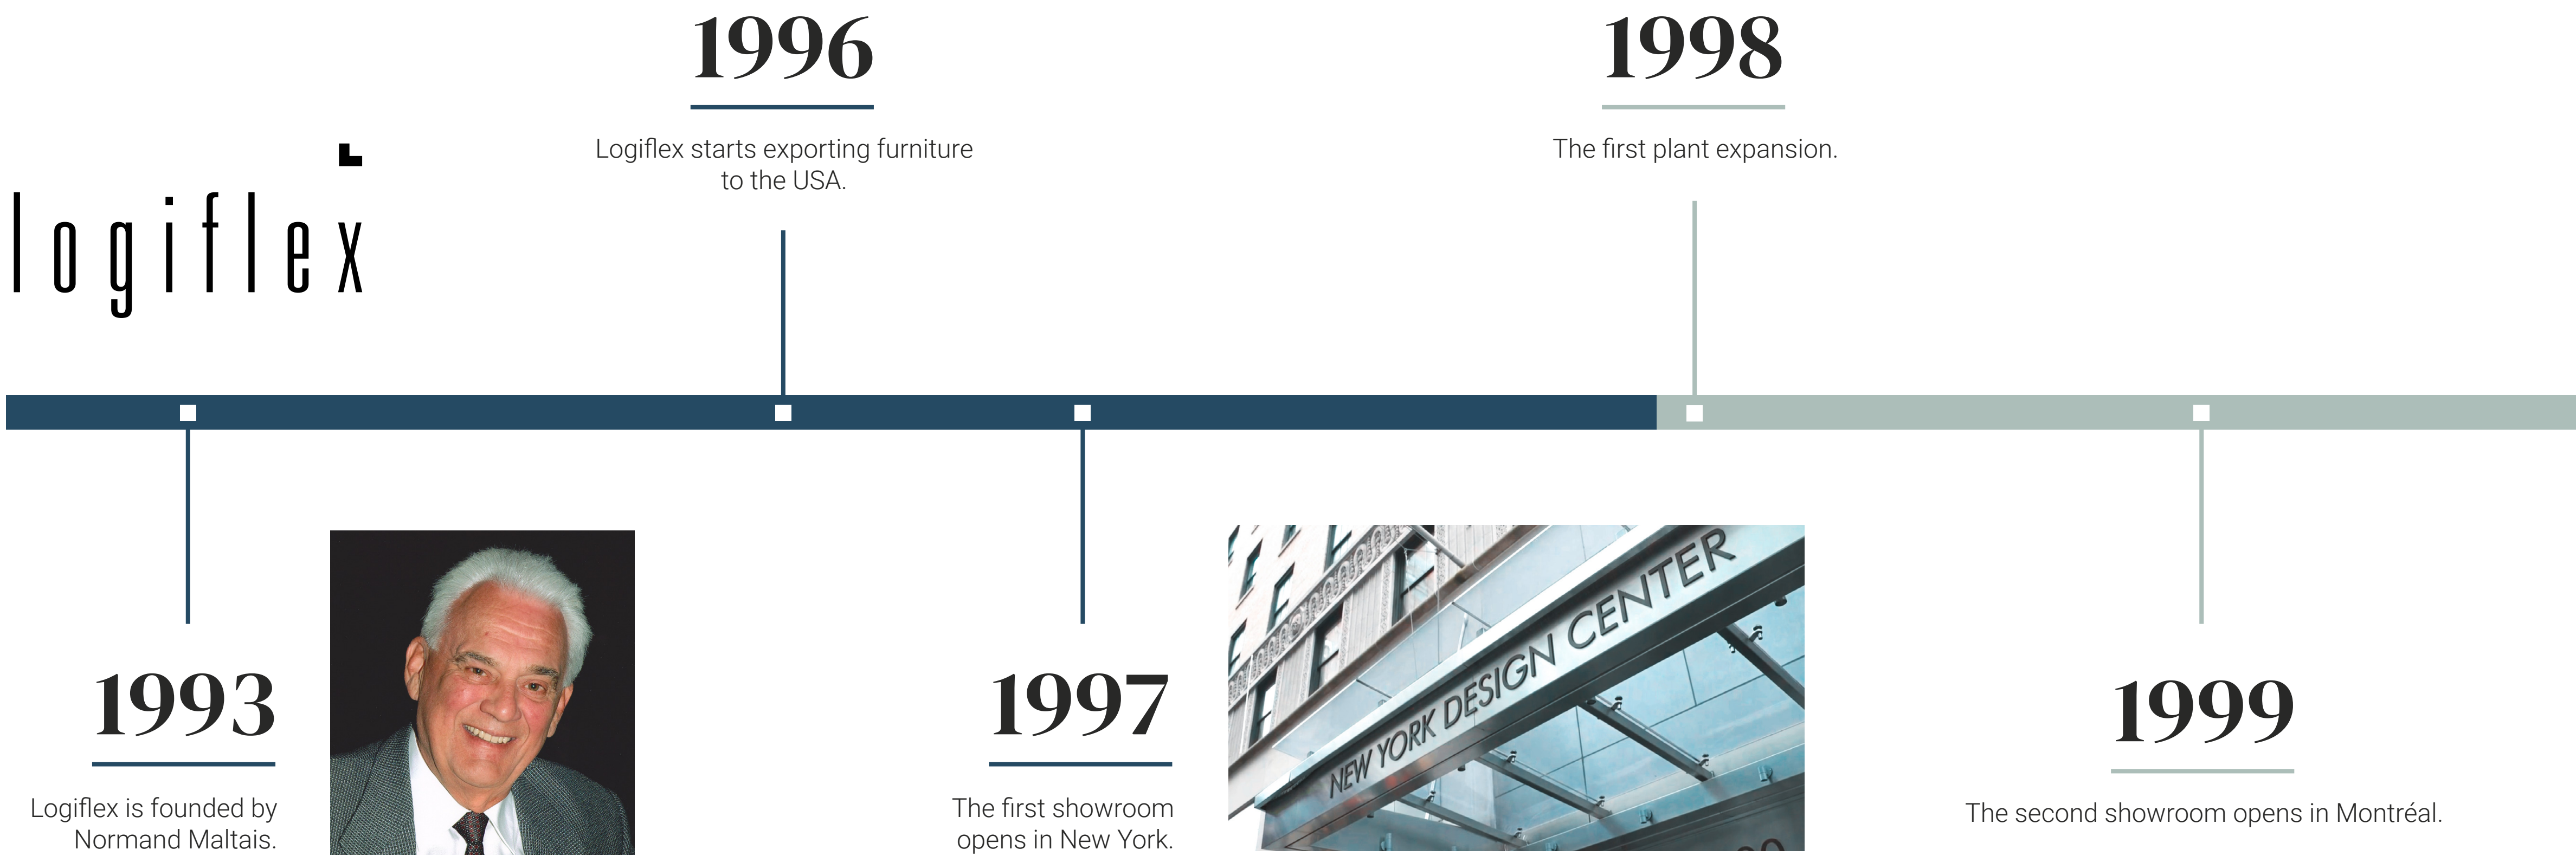 1996
Logiflex starts exporting furniture
to the USA.
1998
The first plant expansion.
logiflex
1993
Logiflex is founded by
Normand Maltais.
1997
The first showroom
opens in New York.
NEW YORK DESIGN CENTER
1999
The second showroom opens in Montréal.